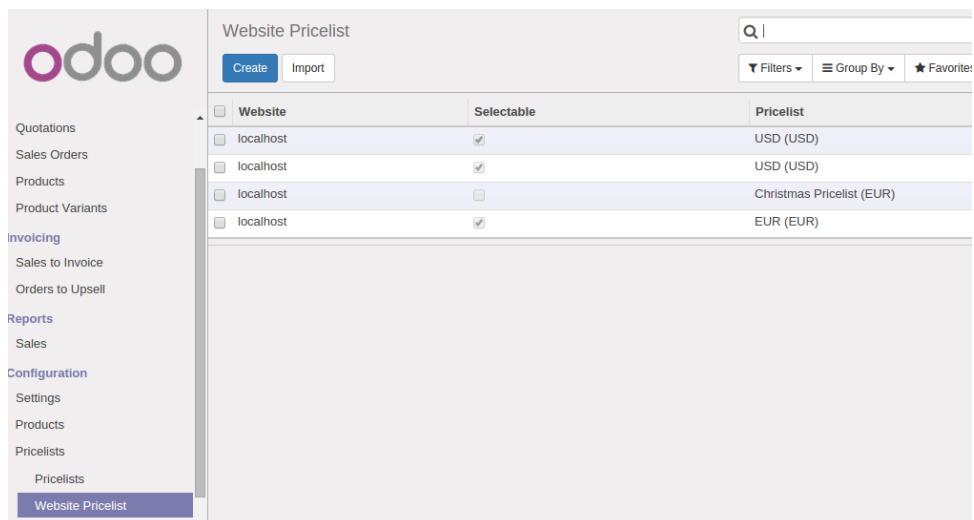 odoo
Quotations
Sales Orders
Products
Product Variants
Invoicing
Sales to Invoice
Orders to Upsell
Reports
Sales
Configuration
Settings
Products
Pricelists
Pricelists
Website Pricelist
Website Pricelist
Create Import
Filters Group By Favorites
Website Selectable Pricelist
localhost USD (USD)
localhost USD (USD)
localhost Christmas Pricelist (EUR)
localhost EUR (EUR)